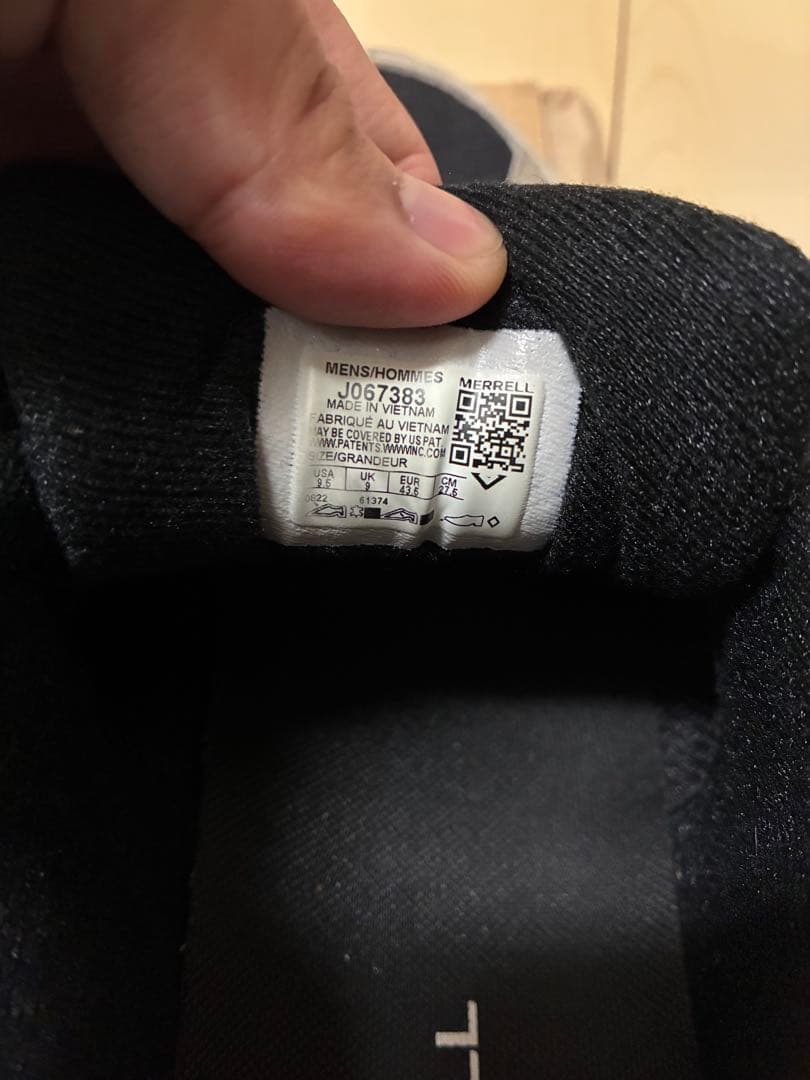 MENS/HOMMES
J067383
MADE IN VIETNAM
FABRIQUÉ AU VIETNAM
MAY BE COVERED BY US PAT.
WWW.PATENTS.WWWINC.COM
SIZE/GRANDEUR
USA UK EUR CM
9.5 9 43.5 27.5
0822 61374
MERRELL